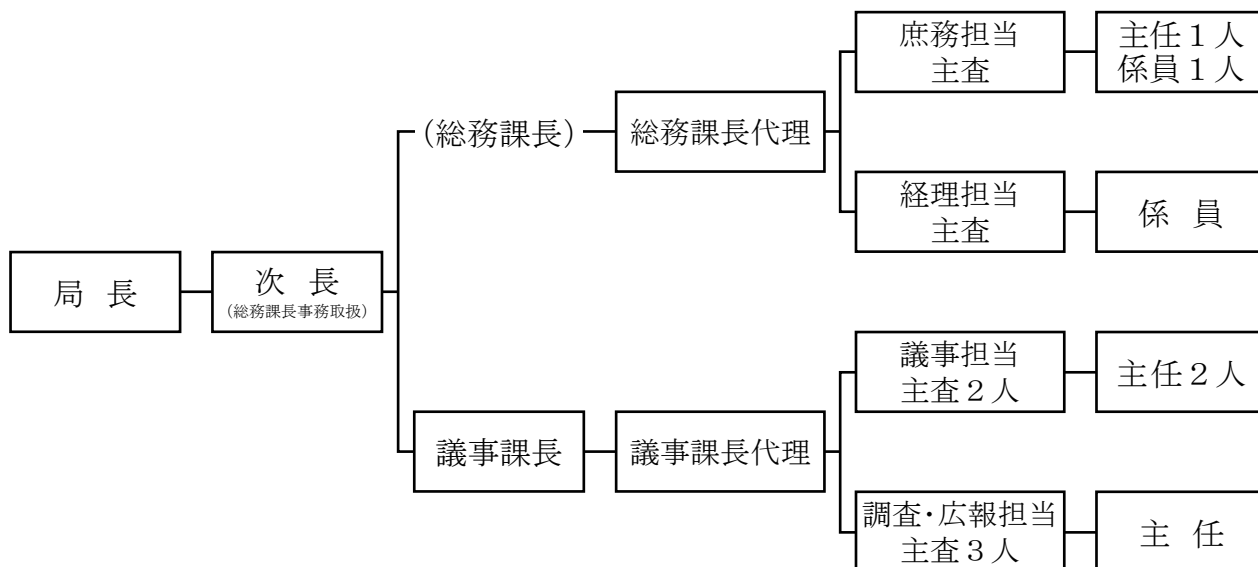 局 長
次 長
(総務課長事務取扱)
(総務課長)
総務課長代理
庶務担当
主査
主任1人
係員1人
経理担当
主査
係 員
議事課長
議事課長代理
議事担当
主査2人
主任2人
調査・広報担当
主査3人
主 任